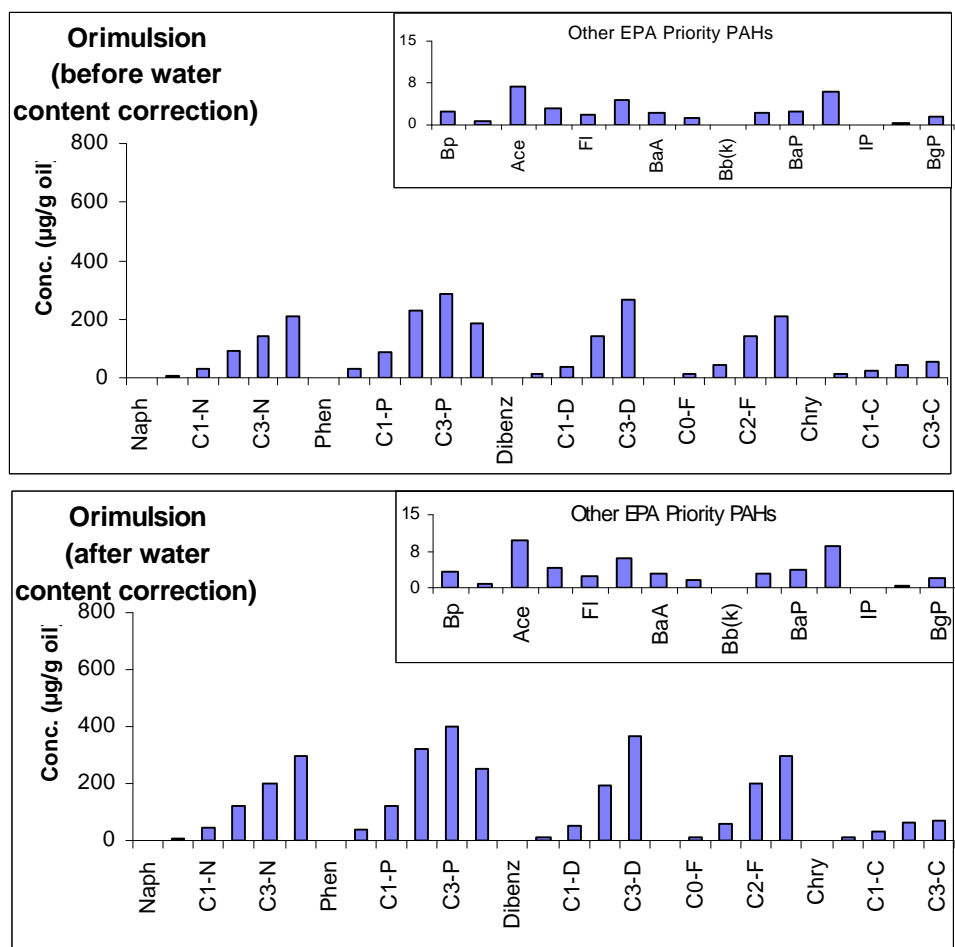 Orimulsion
(before water
content correction)
Other EPA Priority PAHs
15
8
0
Bp
Ace
Fl
BaA
Bb(k)
BaP
IP
BgP
Conc. (µg/g oil)
800
600
400
200
0
Naph
C1-N
C3-N
Phen
C1-P
C3-P
Dibenz
C1-D
C3-D
C0-F
C2-F
Chry
C1-C
C3-C
Orimulsion
(after water
content correction)
Other EPA Priority PAHs
15
8
0
Bp
Ace
Fl
BaA
Bb(k)
BaP
IP
BgP
Conc. (µg/g oil)
800
600
400
200
0
Naph
C1-N
C3-N
Phen
C1-P
C3-P
Dibenz
C1-D
C3-D
C0-F
C2-F
Chry
C1-C
C3-C